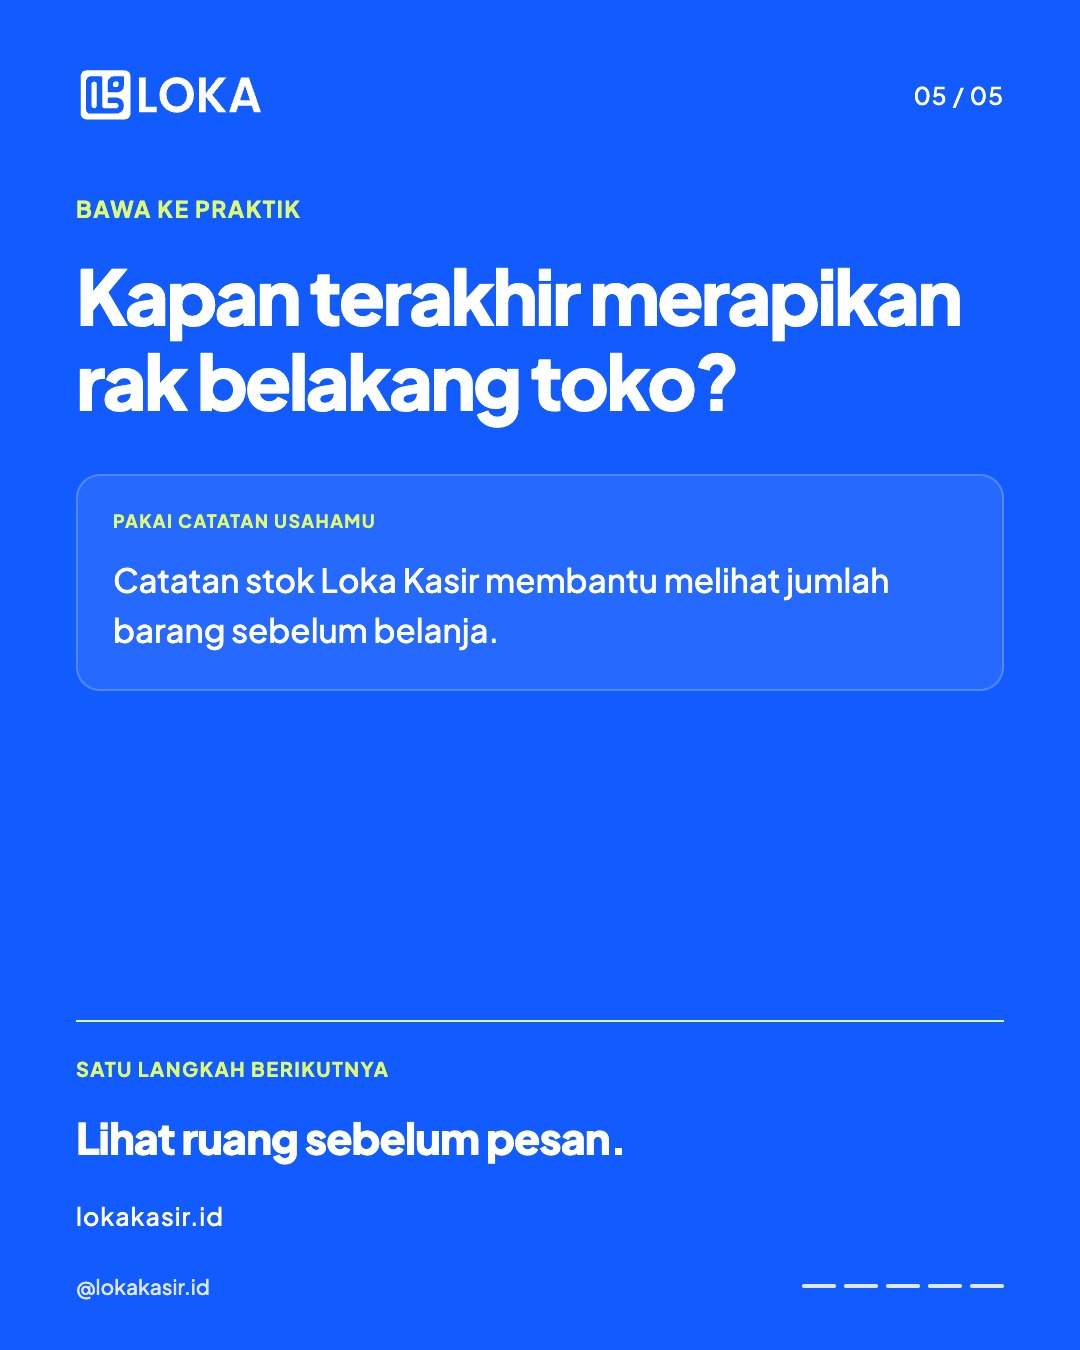 LOKA
05 / 05
BAWA KE PRAKTIK
Kapan terakhir merapikan
rak belakang toko?
PAKAI CATATAN USAHAMU
Catatan stok Loka Kasir membantu melihat jumlah
barang sebelum belanja.
SATU LANGKAH BERIKUTNYA
Lihat ruang sebelum pesan.
lokakasir.id
@lokakasir.id